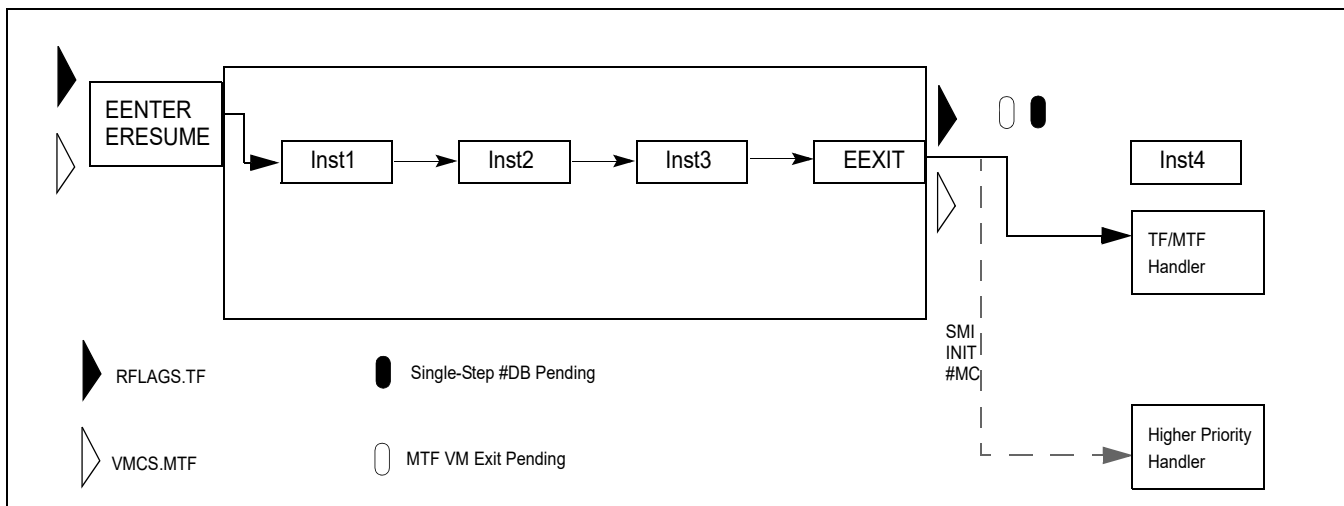 EENTER
ERESUME
Inst1
Inst2
Inst3
EEXIT
Inst4
TF/MTF
Handler
SMI
INIT
#MC
RFLAGS.TF
Single-Step #DB Pending
Higher Priority
Handler
VMCS.MTF
MTF VM Exit Pending